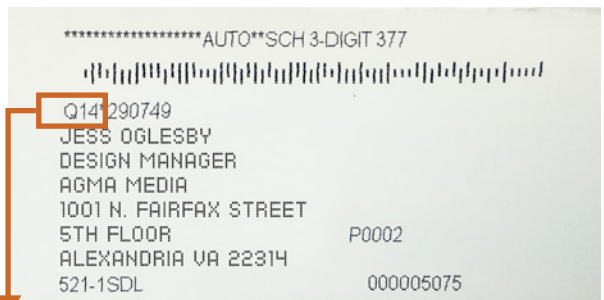 *******************AUTO**SCH 3-DIGIT 377
Q14*290749
JESS OGLESBY
DESIGN MANAGER
AGMA MEDIA
1001 N. FAIRFAX STREET
5TH FLOOR P0002
ALEXANDRIA VA 22314
521-1SDL 000005075